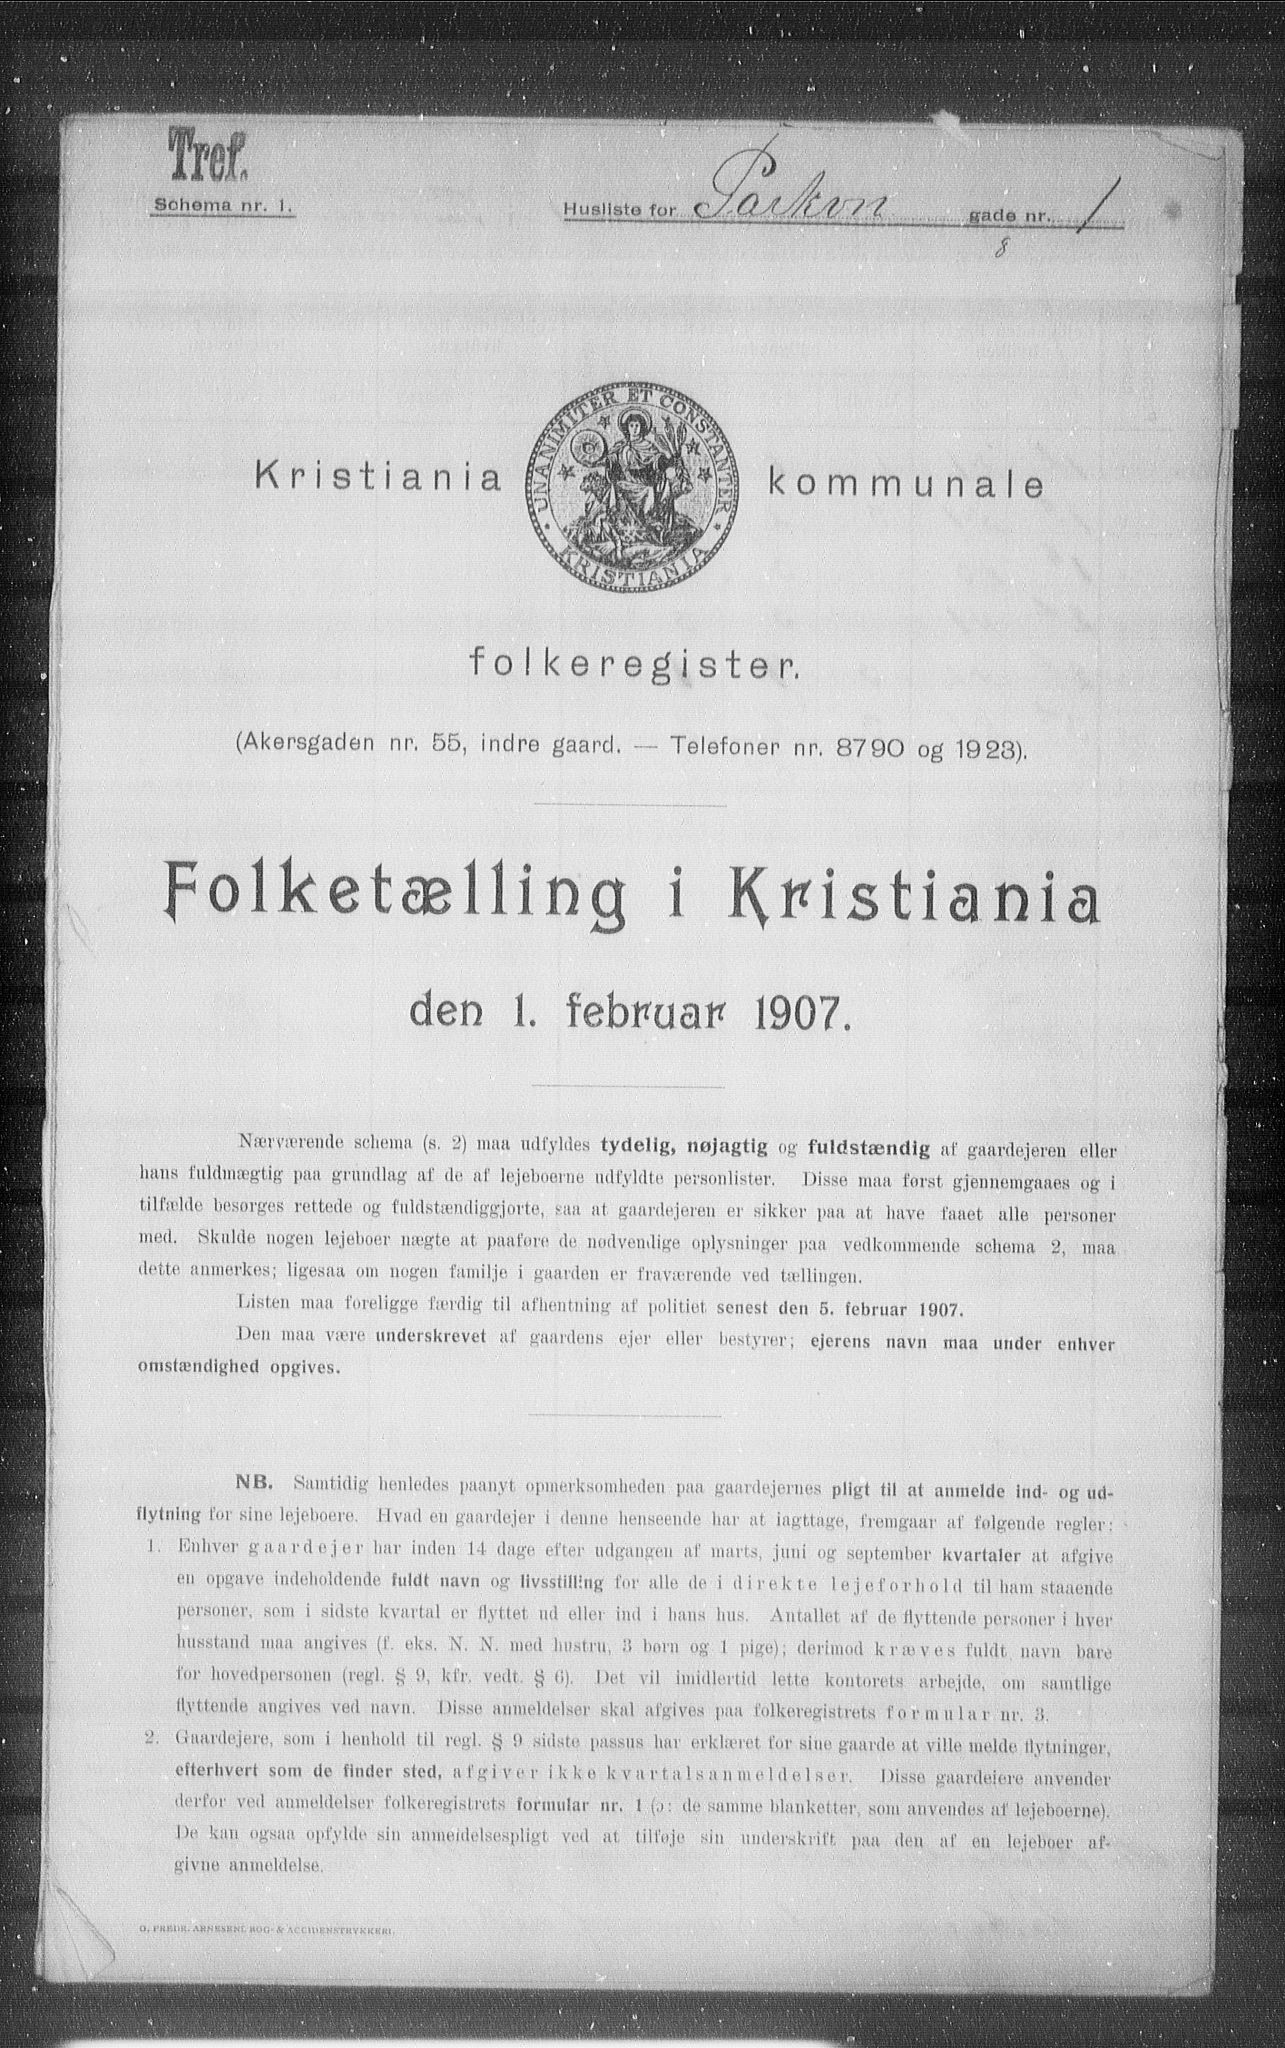 Tref.
Schema nr. 1.
Husliste for Parkvn gade nr. 1
8
UNANIMITER ET CONSTANTER
KRISTIANIA
Kristiania kommunale
folkeregister.
(Akersgaden nr. 55, indre gaard. — Telefoner nr. 8790 og 1923).
Folketælling i Kristiania
den 1. februar 1907.
Nærværende schema (s. 2) maa udfyldes tydelig, nøjagtig og fuldstændig af gaardejeren eller
hans fuldmægtig paa grundlag af de af lejeboerne udfyldte personlister. Disse maa først gjennemgaaes og i
tilfælde besørges rettede og fuldstændiggjorte, saa at gaardejeren er sikker paa at have faaet alle personer
med. Skulde nogen lejeboer nægte at paaføre de nødvendige oplysninger paa vedkommende schema 2, maa
dette anmerkes; ligesaa om nogen familje i gaarden er fraværende ved tællingen.
Listen maa foreligge færdig til afhentning af politiet senest den 5. februar 1907.
Den maa være underskrevet af gaardens ejer eller bestyrer; ejerens navn maa under enhver
omstændighed opgives.
NB. Samtidig henledes paanyt opmerksomheden paa gaardejernes pligt til at anmelde ind- og ud-
flytning for sine lejeboere. Hvad en gaardejer i denne henseende har at iagttage, fremgaar af følgende regler:
1. Enhver gaardejer har inden 14 dage efter udgangen af marts, juni og september kvartaler at afgive
en opgave indeholdende fuldt navn og livsstilling for alle de i direkte lejeforhold til ham staaende
personer, som i sidste kvartal er flyttet ud eller ind i hans hus. Antallet af de flyttende personer i hver
husstand maa angives (f. eks. N. N. med hustru, 3 børn og 1 pige); derimod kræves fuldt navn bare
for hovedpersonen (regl. § 9, kfr. vedt. § 6). Det vil imidlertid lette kontorets arbejde, om samtlige
flyttende angives ved navn. Disse anmeldelser skal afgives paa folkeregistrets formular nr. 3.
2. Gaardejere, som i henhold til regl. § 9 sidste passus har erklæret for sine gaarde at ville melde flytninger,
efterhvert som de finder sted, afgiver ikke kvartalsanmeldelser. Disse gaardeiere anvender
derfor ved anmeldelser folkeregistrets formular nr. 1 (ɔ: de samme blanketter, som anvendes af lejeboerne).
De kan ogsaa opfylde sin anmeldelsespligt ved at tilføje sin underskrift paa den af en lejeboer af-
givne anmeldelse.
O. FREDR. ARNESENS BOG- & ACCIDENSTRYKKERI.